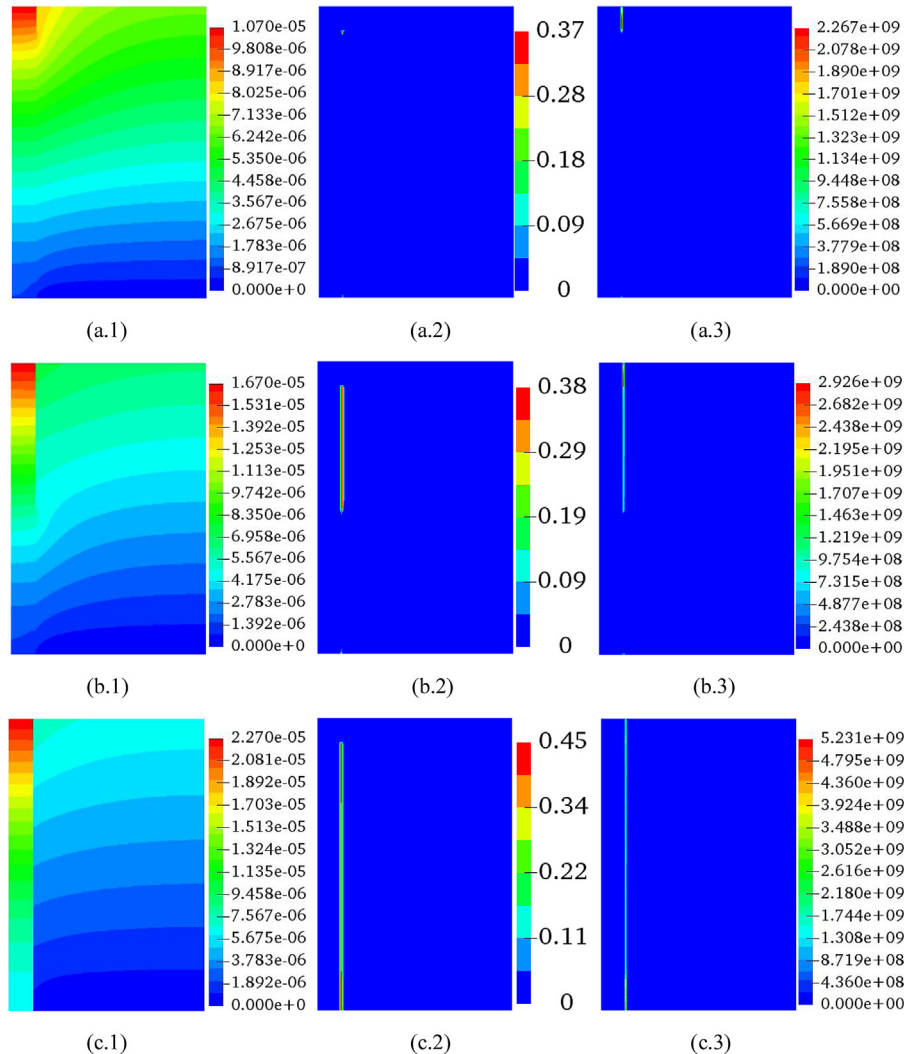 1.070e-05
9.808e-06
8.917e-06
8.025e-06
7.133e-06
6.242e-06
5.350e-06
4.458e-06
3.567e-06
2.675e-06
1.783e-06
8.917e-07
0.000e+0
(a.1)
0.37
0.28
0.18
0.09
0
(a.2)
2.267e+09
2.078e+09
1.890e+09
1.701e+09
1.512e+09
1.323e+09
1.134e+09
9.448e+08
7.558e+08
5.669e+08
3.779e+08
1.890e+08
0.000e+00
(a.3)
1.670e-05
1.531e-05
1.392e-05
1.253e-05
1.113e-05
9.742e-06
8.350e-06
6.958e-06
5.567e-06
4.175e-06
2.783e-06
1.392e-06
0.000e+0
(b.1)
0.38
0.29
0.19
0.09
0
(b.2)
2.926e+09
2.682e+09
2.438e+09
2.195e+09
1.951e+09
1.707e+09
1.463e+09
1.219e+09
9.754e+08
7.315e+08
4.877e+08
2.438e+08
0.000e+00
(b.3)
2.270e-05
2.081e-05
1.892e-05
1.703e-05
1.513e-05
1.324e-05
1.135e-05
9.458e-06
7.567e-06
5.675e-06
3.783e-06
1.892e-06
0.000e+0
(c.1)
0.45
0.34
0.22
0.11
0
(c.2)
5.231e+09
4.795e+09
4.360e+09
3.924e+09
3.488e+09
3.052e+09
2.616e+09
2.180e+09
1.744e+09
1.308e+09
8.719e+08
4.360e+08
0.000e+00
(c.3)